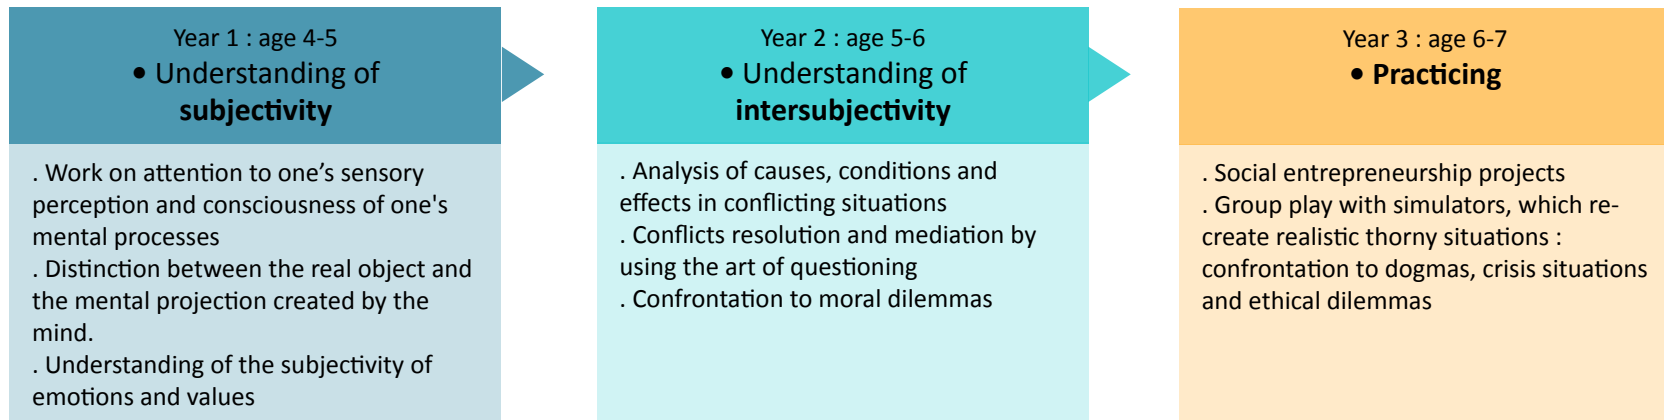 Year 1 : age 4-5
• Understanding of
subjectivity
. Work on attention to one’s sensory
perception and consciousness of one's
mental processes
. Distinction between the real object and
the mental projection created by the
mind.
. Understanding of the subjectivity of
emotions and values
Year 2 : age 5-6
• Understanding of
intersubjectivity
. Analysis of causes, conditions and
effects in conflicting situations
. Conflicts resolution and mediation by
using the art of questioning
. Confrontation to moral dilemmas
Year 3 : age 6-7
• Practicing
. Social entrepreneurship projects
. Group play with simulators, which re-
create realistic thorny situations :
confrontation to dogmas, crisis situations
and ethical dilemmas